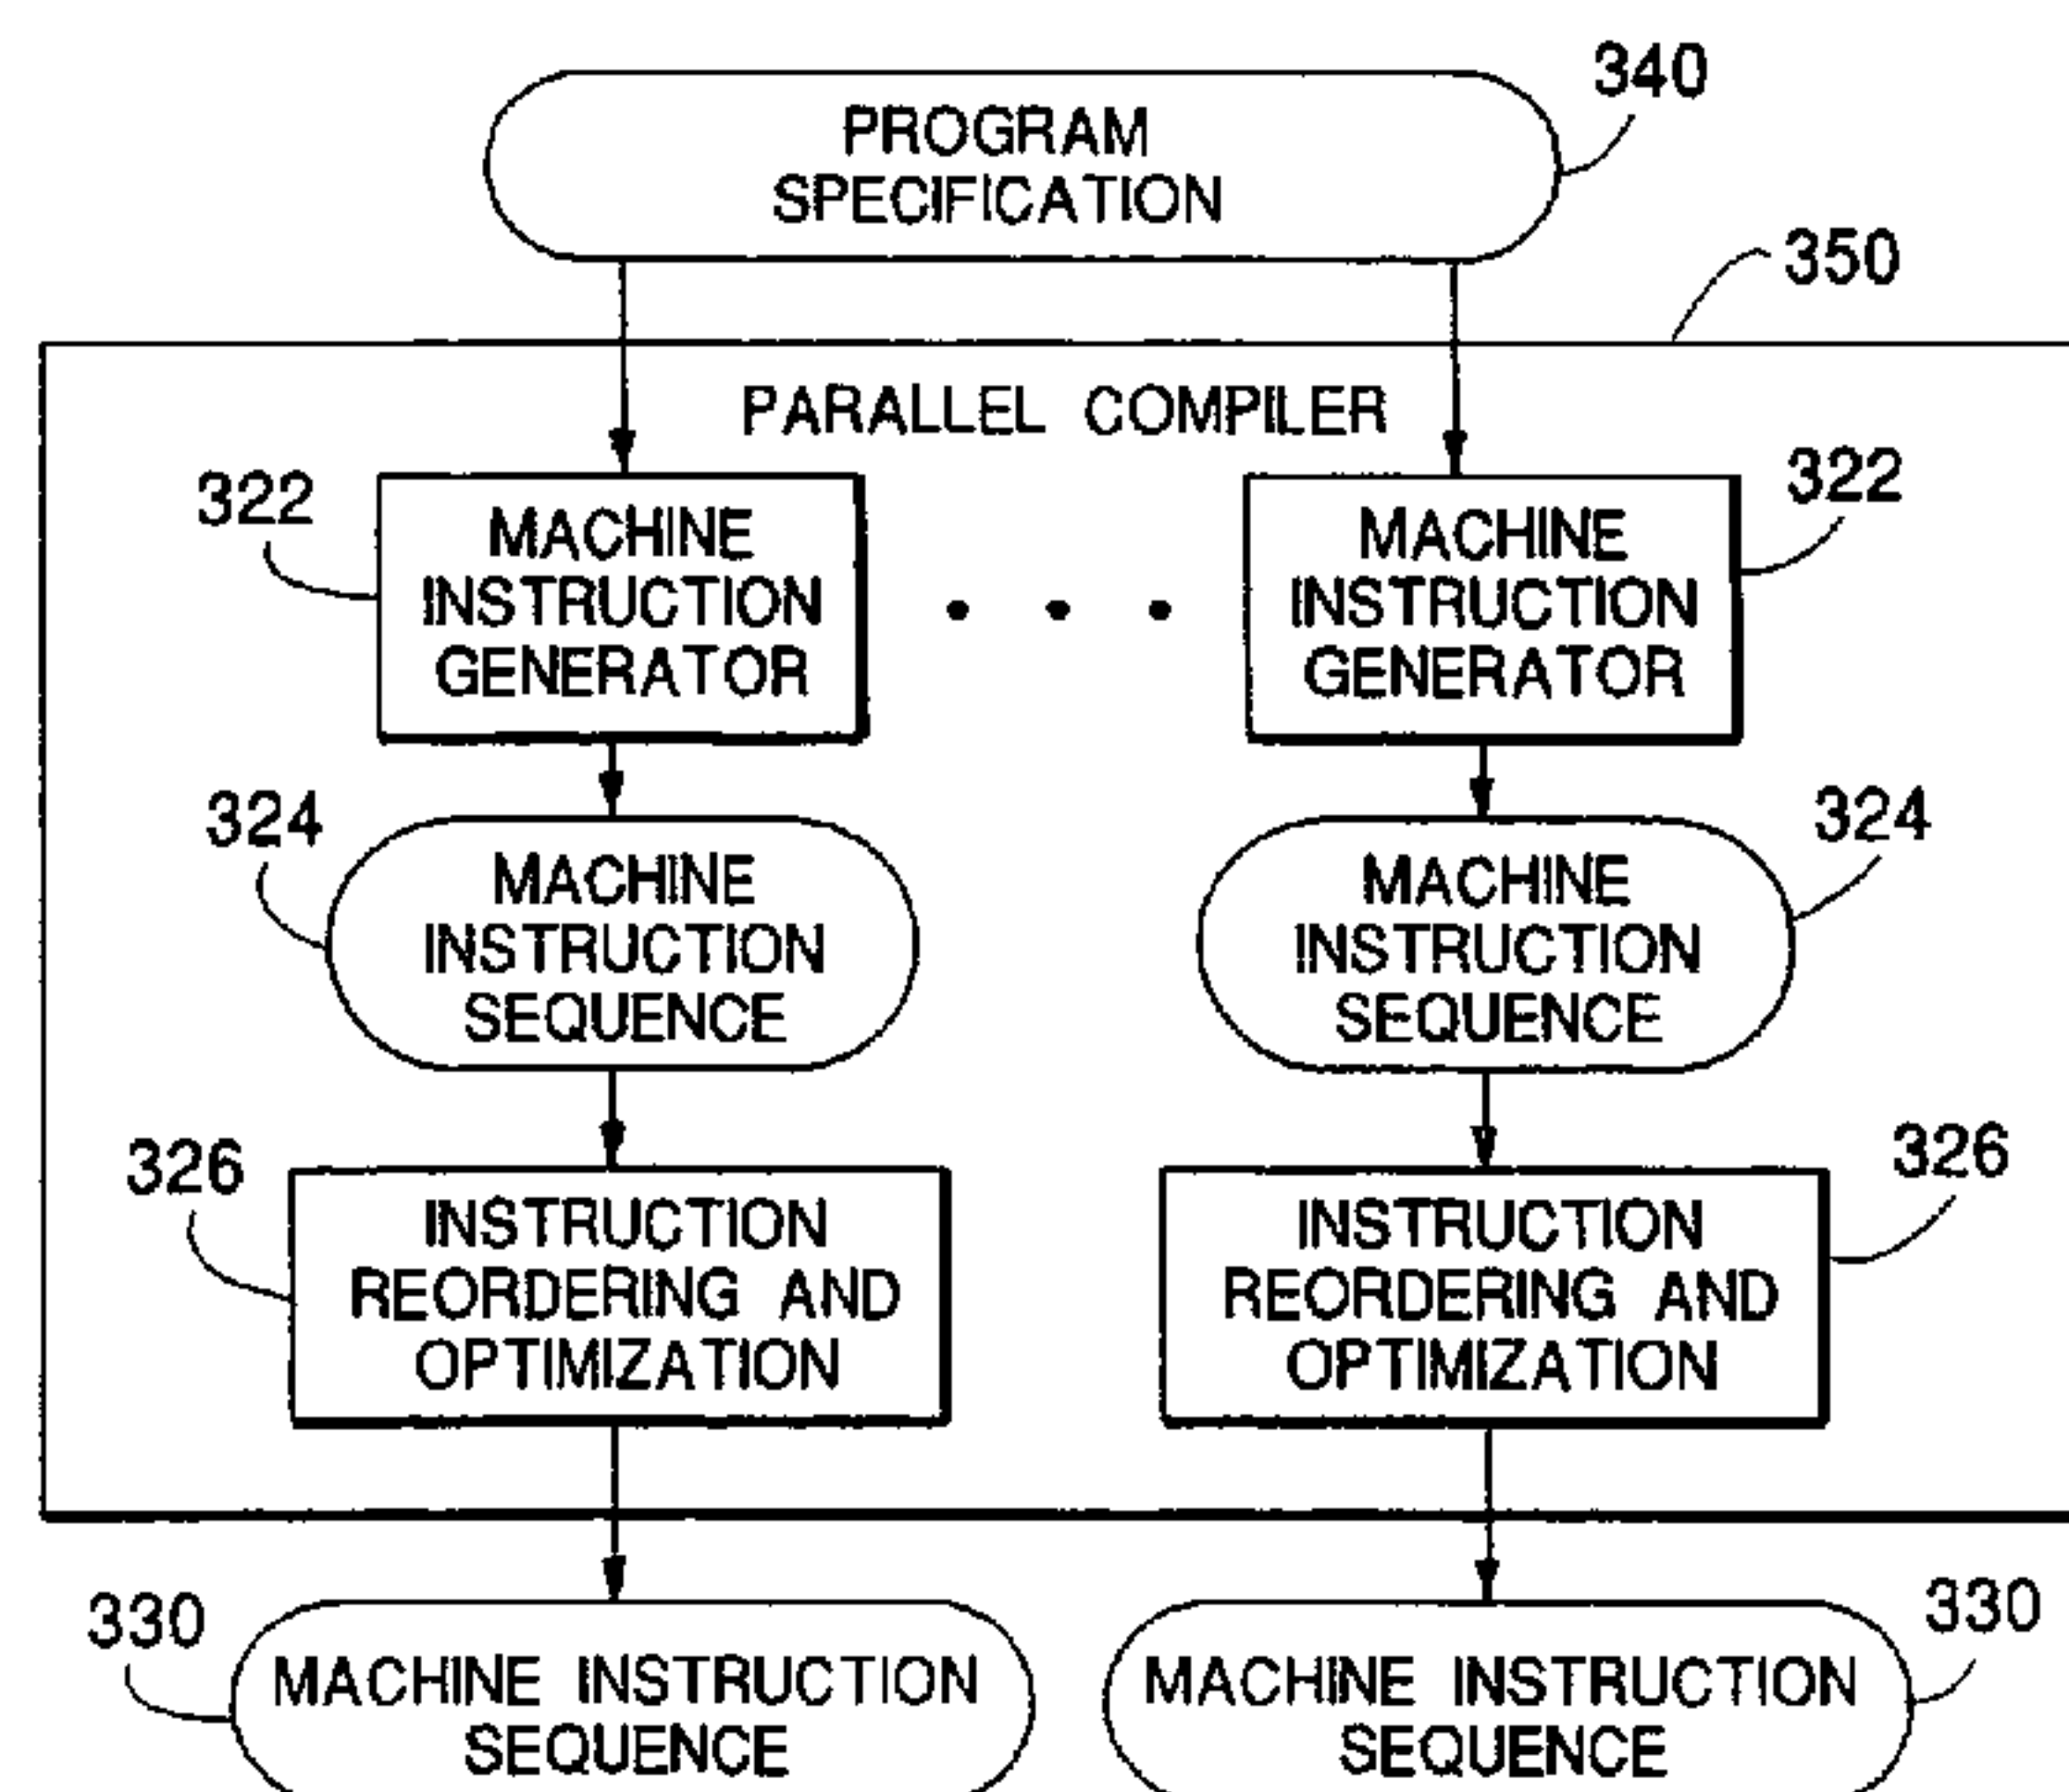 340
PROGRAM
SPECIFICATION
350
PARALLEL COMPILER
322
MACHINE
INSTRUCTION
GENERATOR
• • •
322
MACHINE
INSTRUCTION
GENERATOR
324
MACHINE
INSTRUCTION
SEQUENCE
324
MACHINE
INSTRUCTION
SEQUENCE
326
INSTRUCTION
REORDERING AND
OPTIMIZATION
326
INSTRUCTION
REORDERING AND
OPTIMIZATION
330
MACHINE INSTRUCTION
SEQUENCE
330
MACHINE INSTRUCTION
SEQUENCE